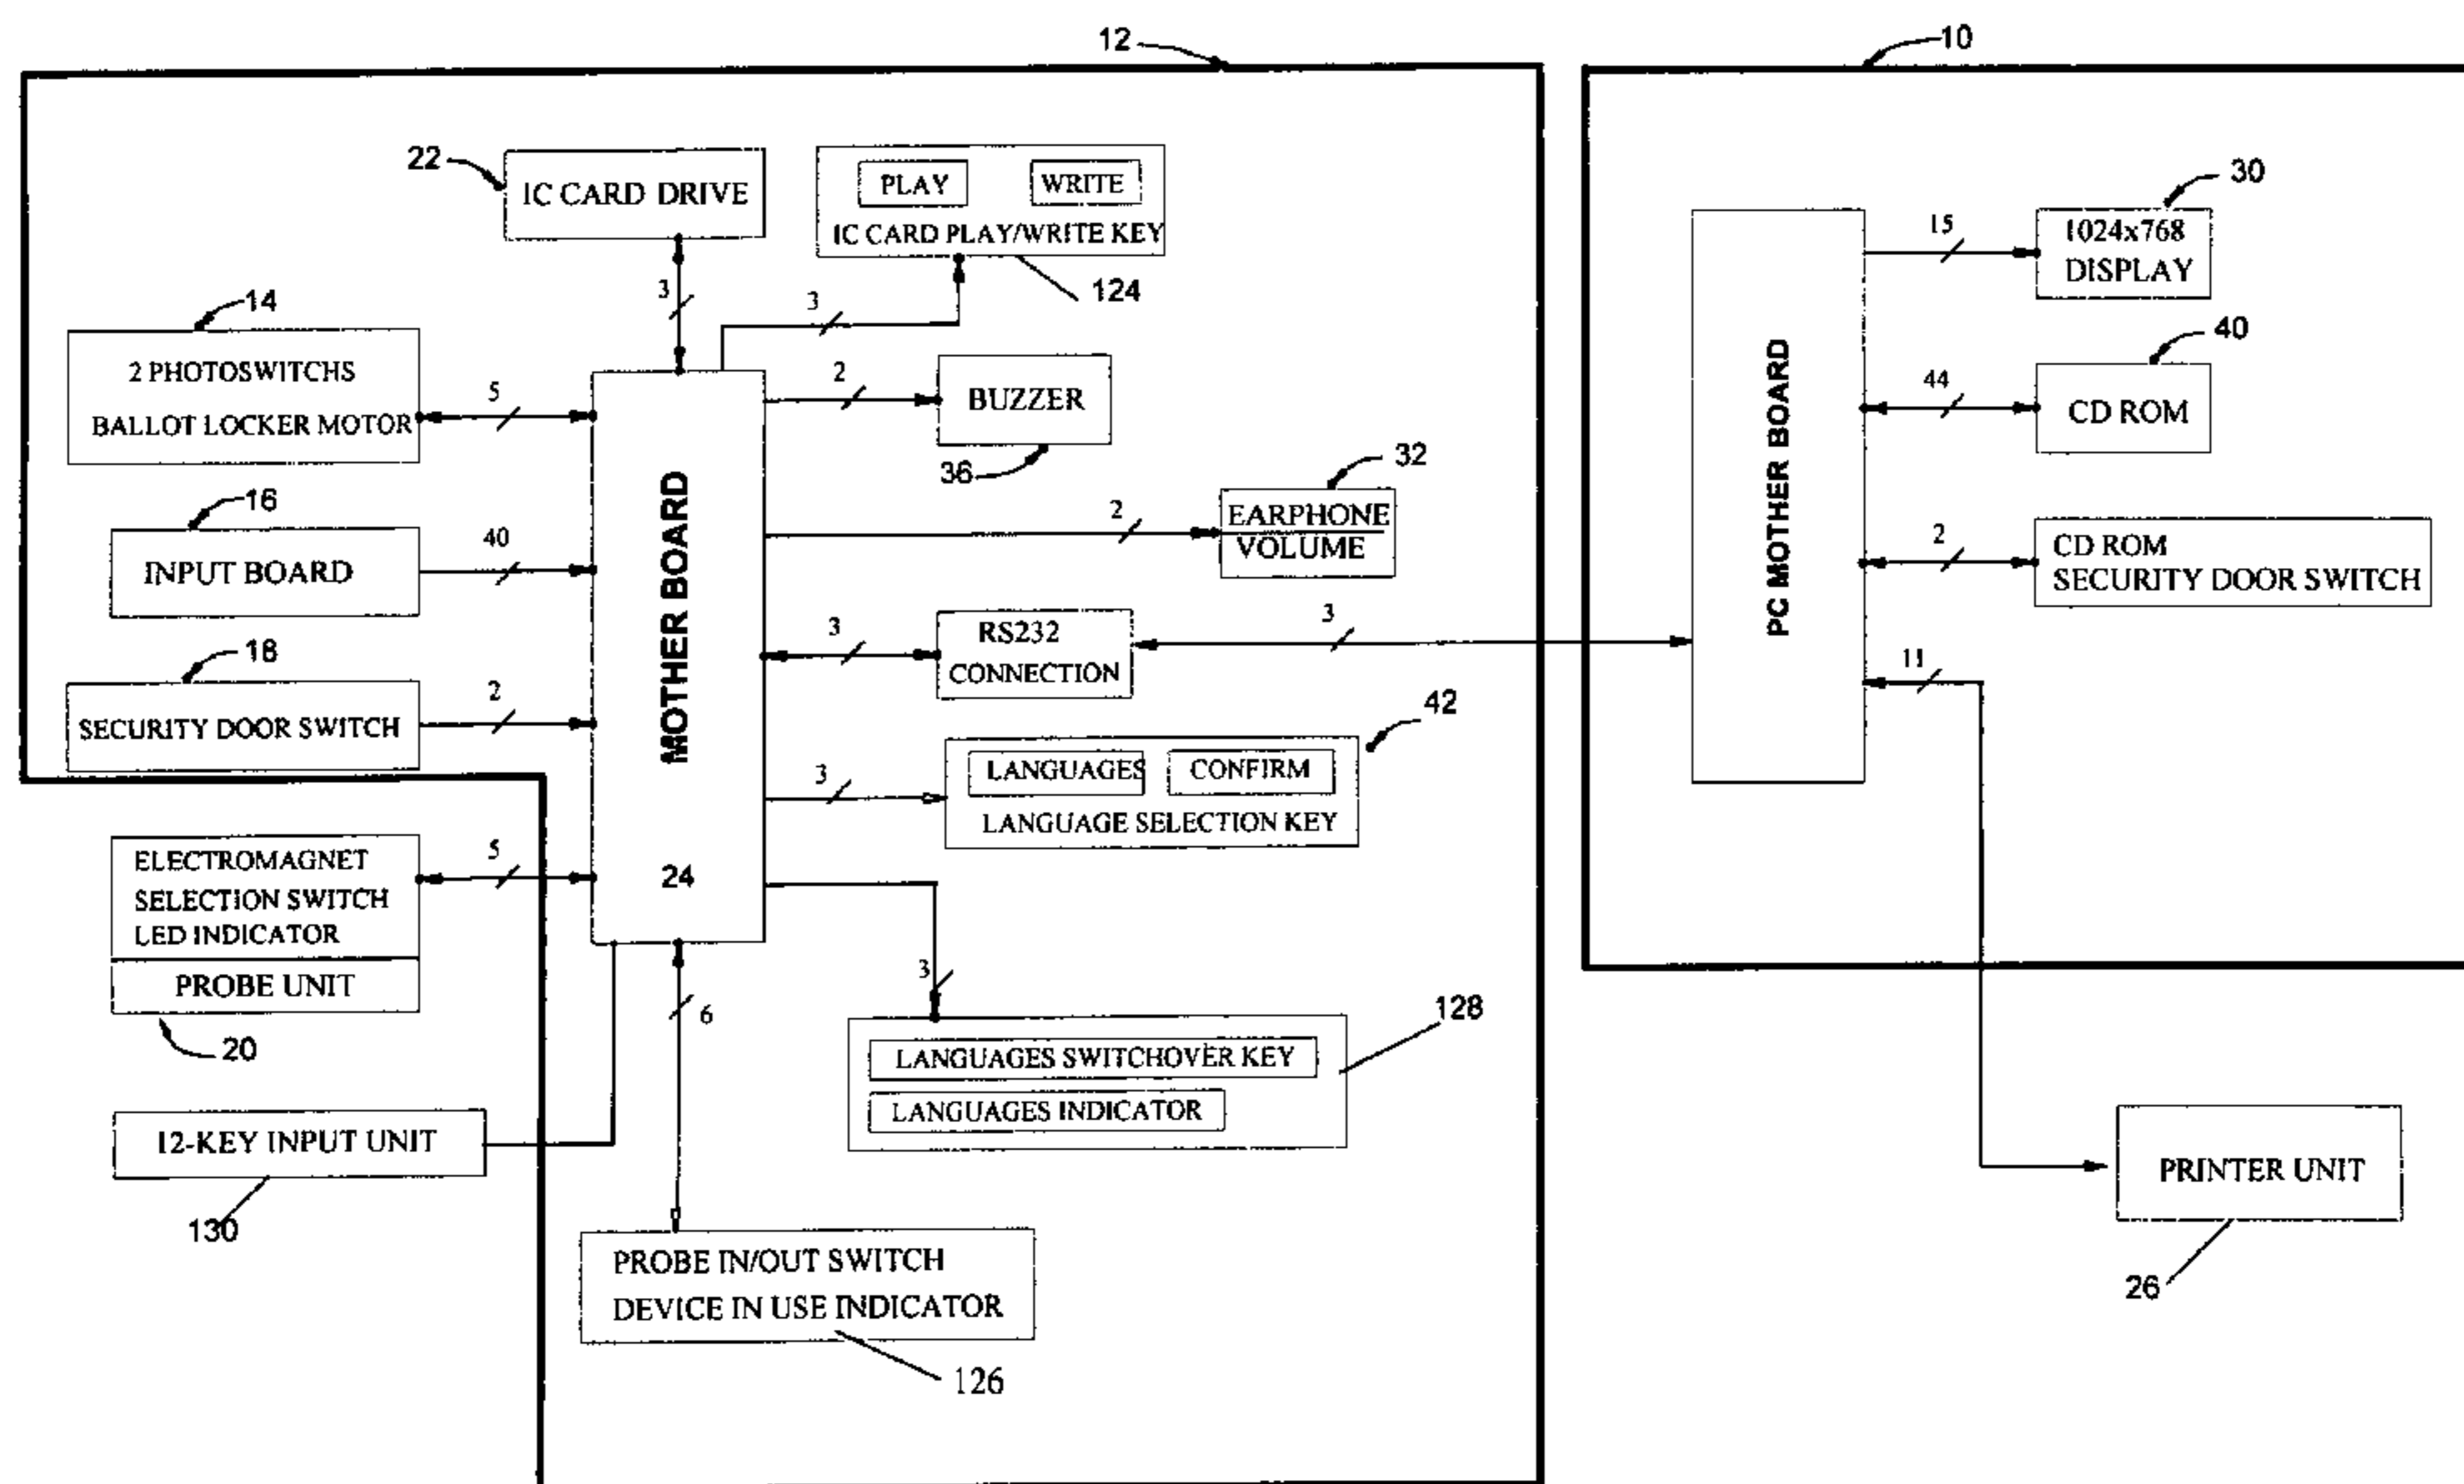 12
10
22
IC CARD DRIVE
PLAY
WRITE
IC CARD PLAY/WRITE KEY
124
3
3
14
2 PHOTOSWITCHS
BALLOT LOCKER MOTOR
5
2
BUZZER
36
16
INPUT BOARD
40
32
2
EARPHONE
VOLUME
18
SECURITY DOOR SWITCH
2
MOTHER BOARD
24
3
RS232
CONNECTION
3
42
3
LANGUAGES
CONFIRM
LANGUAGE SELECTION KEY
ELECTROMAGNET
SELECTION SWITCH
LED INDICATOR
PROBE UNIT
5
20
3
128
LANGUAGES SWITCHOVER KEY
LANGUAGES INDICATOR
6
12-KEY INPUT UNIT
130
PROBE IN/OUT SWITCH
DEVICE IN USE INDICATOR
126
PC MOTHER BOARD
15
30
1024x768
DISPLAY
40
44
CD ROM
2
CD ROM
SECURITY DOOR SWITCH
11
PRINTER UNIT
26